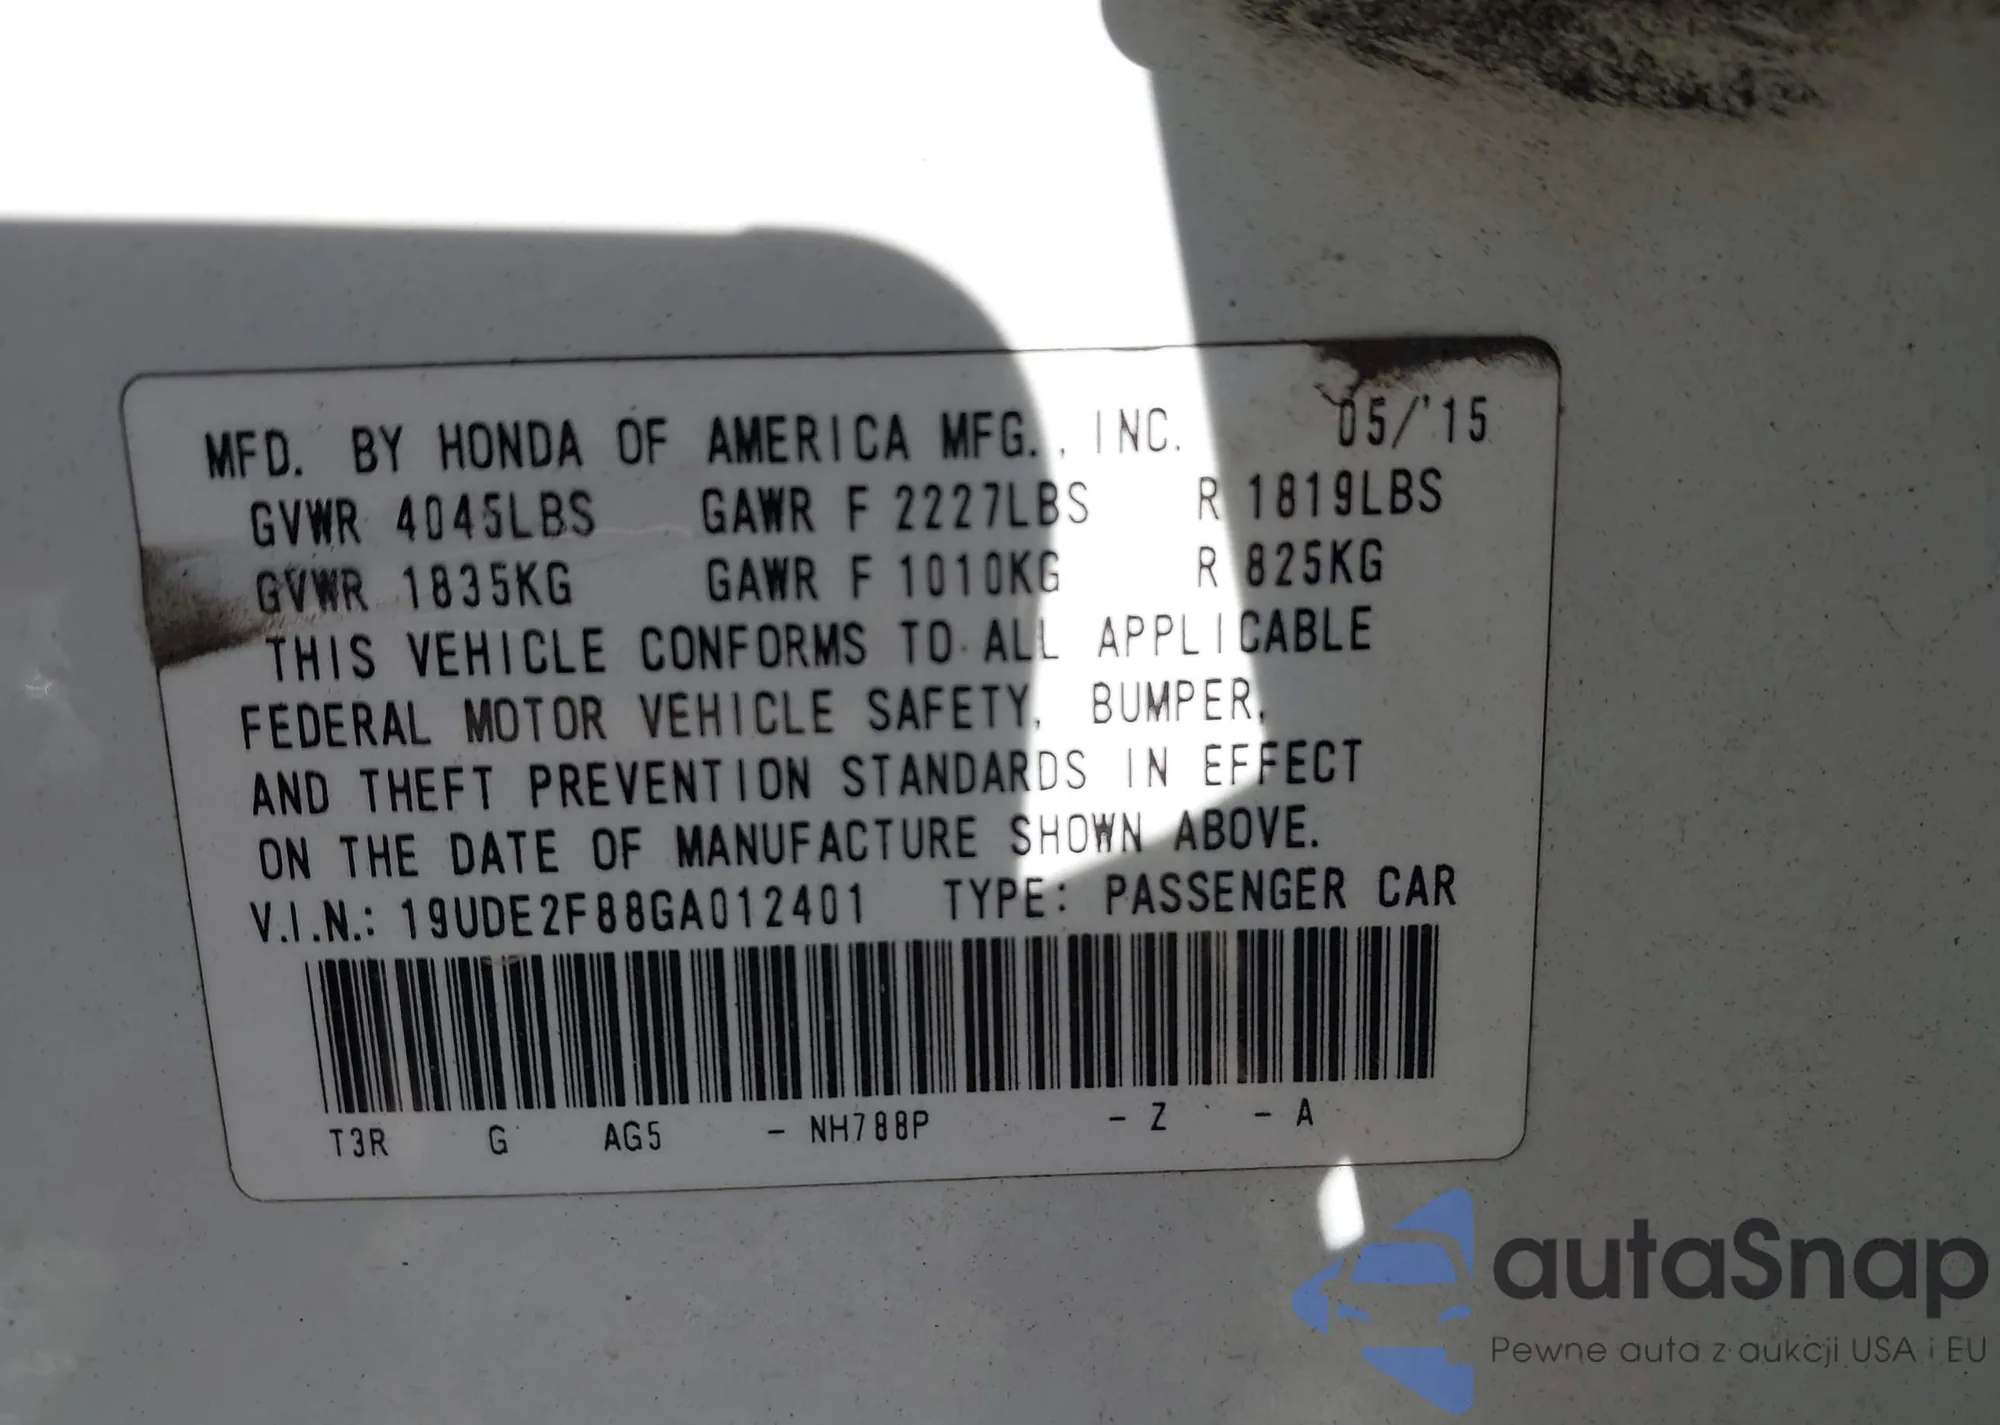 MFD. BY HONDA OF AMERICA MFG., INC. 05/'15
GVWR 4045LBS GAWR F 2227LBS R 1819LBS
GVWR 1835KG GAWR F 1010KG R 825KG
THIS VEHICLE CONFORMS TO ALL APPLICABLE
FEDERAL MOTOR VEHICLE SAFETY, BUMPER,
AND THEFT PREVENTION STANDARDS IN EFFECT
ON THE DATE OF MANUFACTURE SHOWN ABOVE.
V.I.N.: 19UDE2F88GA012401 TYPE: PASSENGER CAR
T3R G AG5 - NH788P - Z - A
autaSnap
Pewne auta z aukcji USA i EU